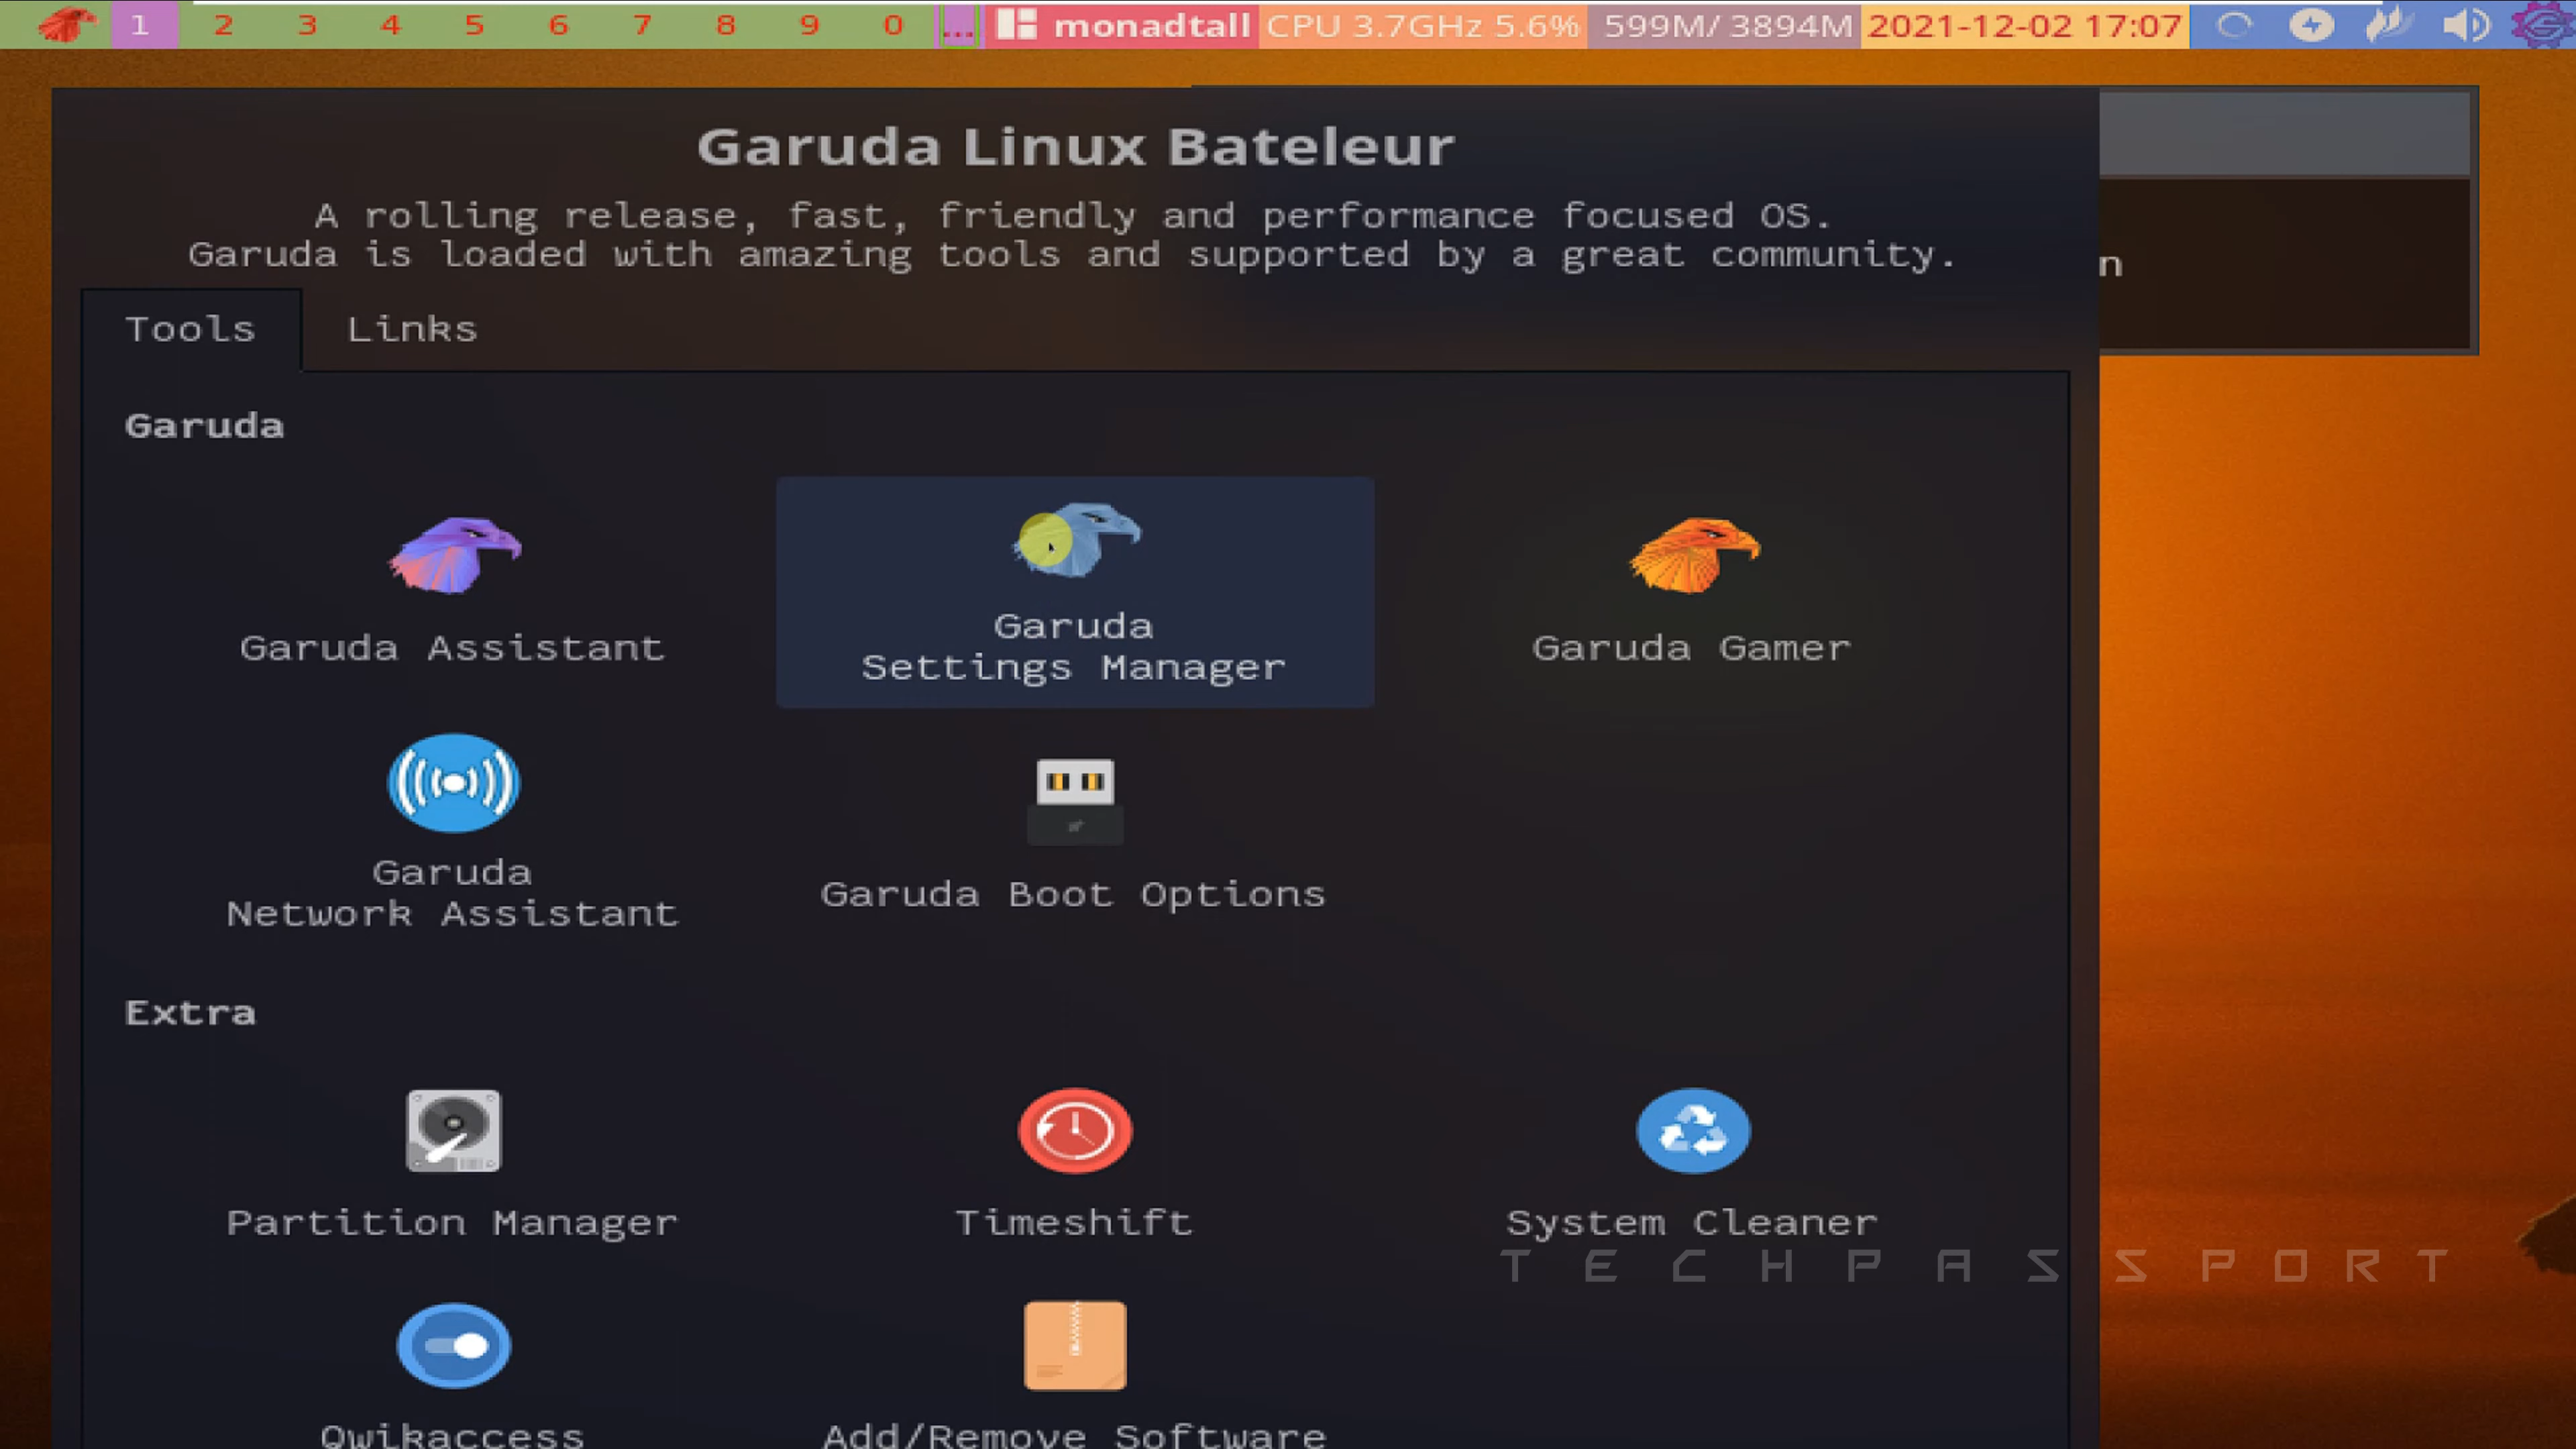 1 2 3 4 5 6 7 8 9 0 ... monadtall CPU 3.7GHz 5.6% 599M/ 3894M 2021-12-02 17:07
Garuda Linux Bateleur
A rolling release, fast, friendly and performance focused OS.
Garuda is loaded with amazing tools and supported by a great community.
n
Tools Links
Garuda
Garuda Assistant
Garuda
Settings Manager
Garuda Gamer
Garuda
Network Assistant
Garuda Boot Options
Extra
Partition Manager
Timeshift
System Cleaner
TECHPASSPORT
Qwikaccess
Add/Remove Software